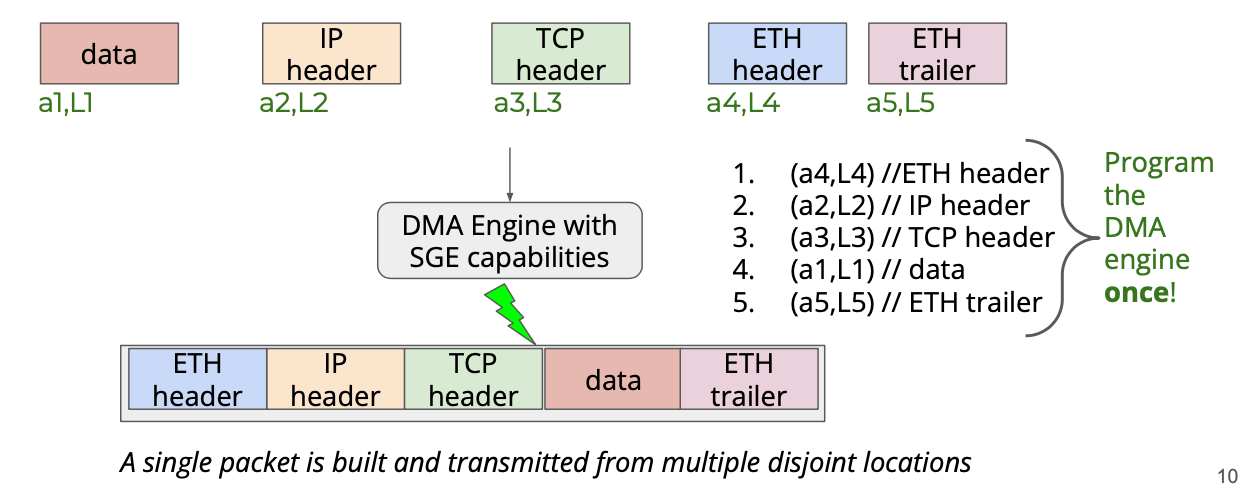 data
IP
header
TCP
header
ETH
header
ETH
trailer
a1,L1
a2,L2
a3,L3
a4,L4
a5,L5
DMA Engine with
SGE capabilities
1. (a4,L4) //ETH header
2. (a2,L2) // IP header
3. (a3,L3) // TCP header
4. (a1,L1) // data
5. (a5,L5) // ETH trailer
Program
the
DMA
engine
once!
ETH
header
IP
header
TCP
header
data
ETH
trailer
A single packet is built and transmitted from multiple disjoint locations
10